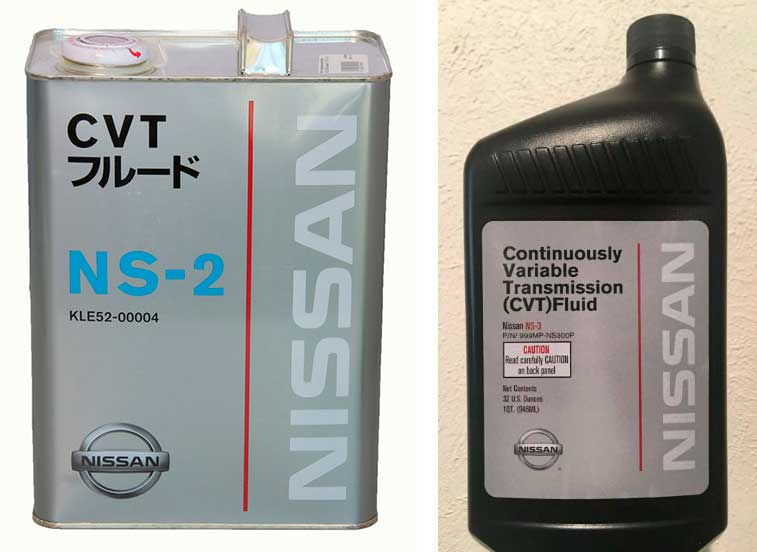 CVT
フルード
NS-2
KLE52-00004
NISSAN
NISSAN
Continuously
Variable
Transmission
(CVT)Fluid
Nissan NS-3
P/N/ 999MP-NS300P
CAUTION
Read carefully CAUTION
on back panel
Net Contents
32 U.S. Ounces
1QT. (946ML)
NISSAN
NISSAN